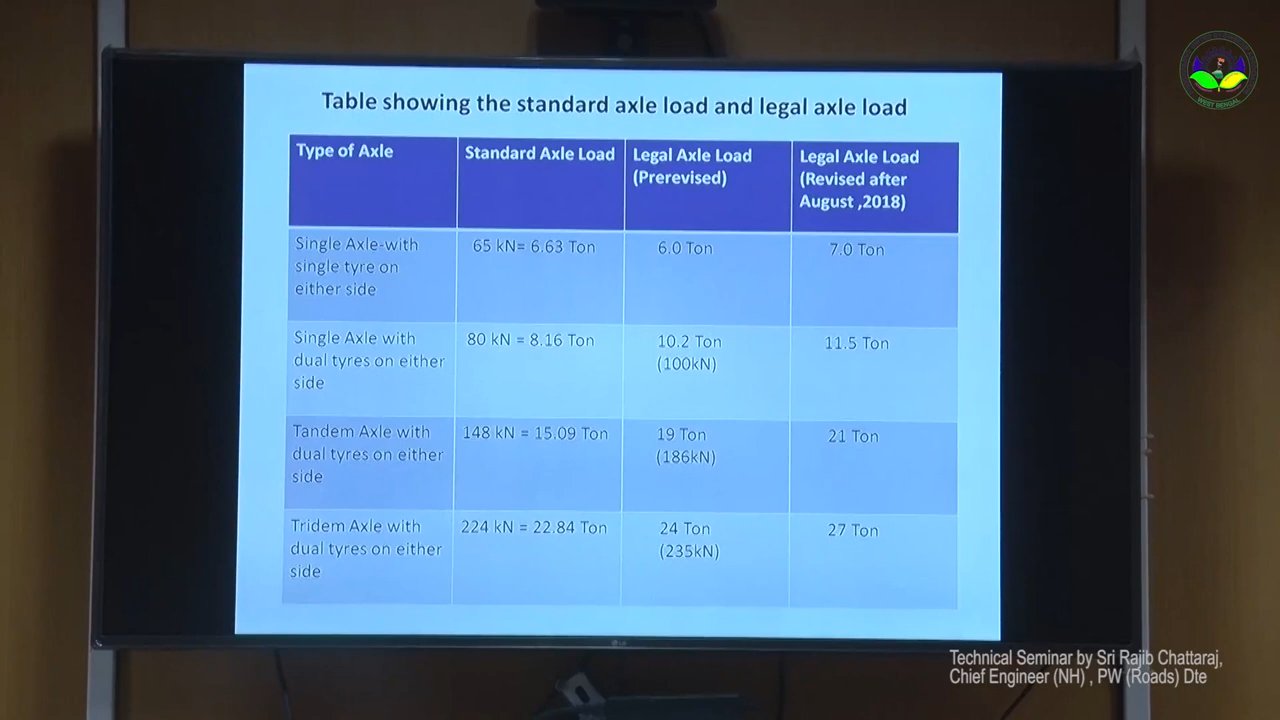 Table showing the standard axle load and legal axle load
Type of Axle
Standard Axle Load
Legal Axle Load
(Prerevised)
Legal Axle Load
(Revised after
August ,2018)
Single Axle-with
single tyre on
either side
65 kN= 6.63 Ton
6.0 Ton
7.0 Ton
Single Axle with
dual tyres on either
side
80 kN = 8.16 Ton
10.2 Ton
(100kN)
11.5 Ton
Tandem Axle with
dual tyres on either
side
148 kN = 15.09 Ton
19 Ton
(186kN)
21 Ton
Tridem Axle with
dual tyres on either
side
224 kN = 22.84 Ton
24 Ton
(235kN)
27 Ton
LG
WEST BENGAL
Technical Seminar by Sri Rajib Chattaraj,
Chief Engineer (NH) , PW (Roads) Dte